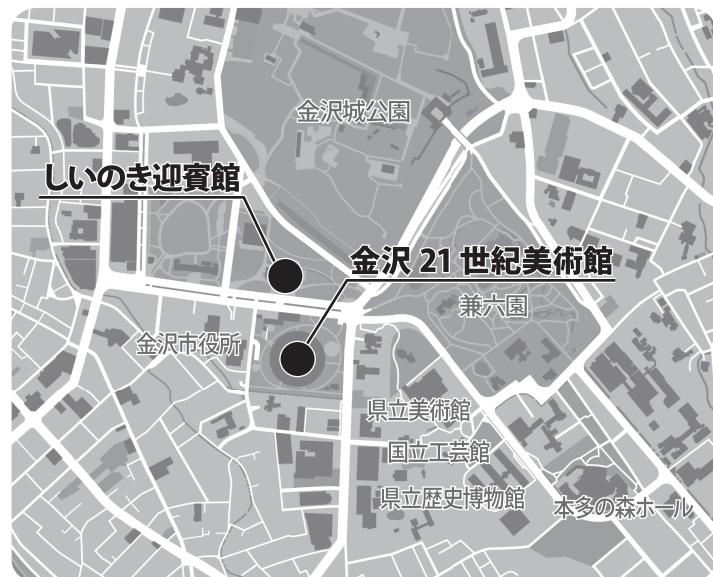 金沢城公園
しいのき迎賓館
金沢 21 世紀美術館
兼六園
金沢市役所
県立美術館
国立工芸館
県立歴史博物館
本多の森ホール